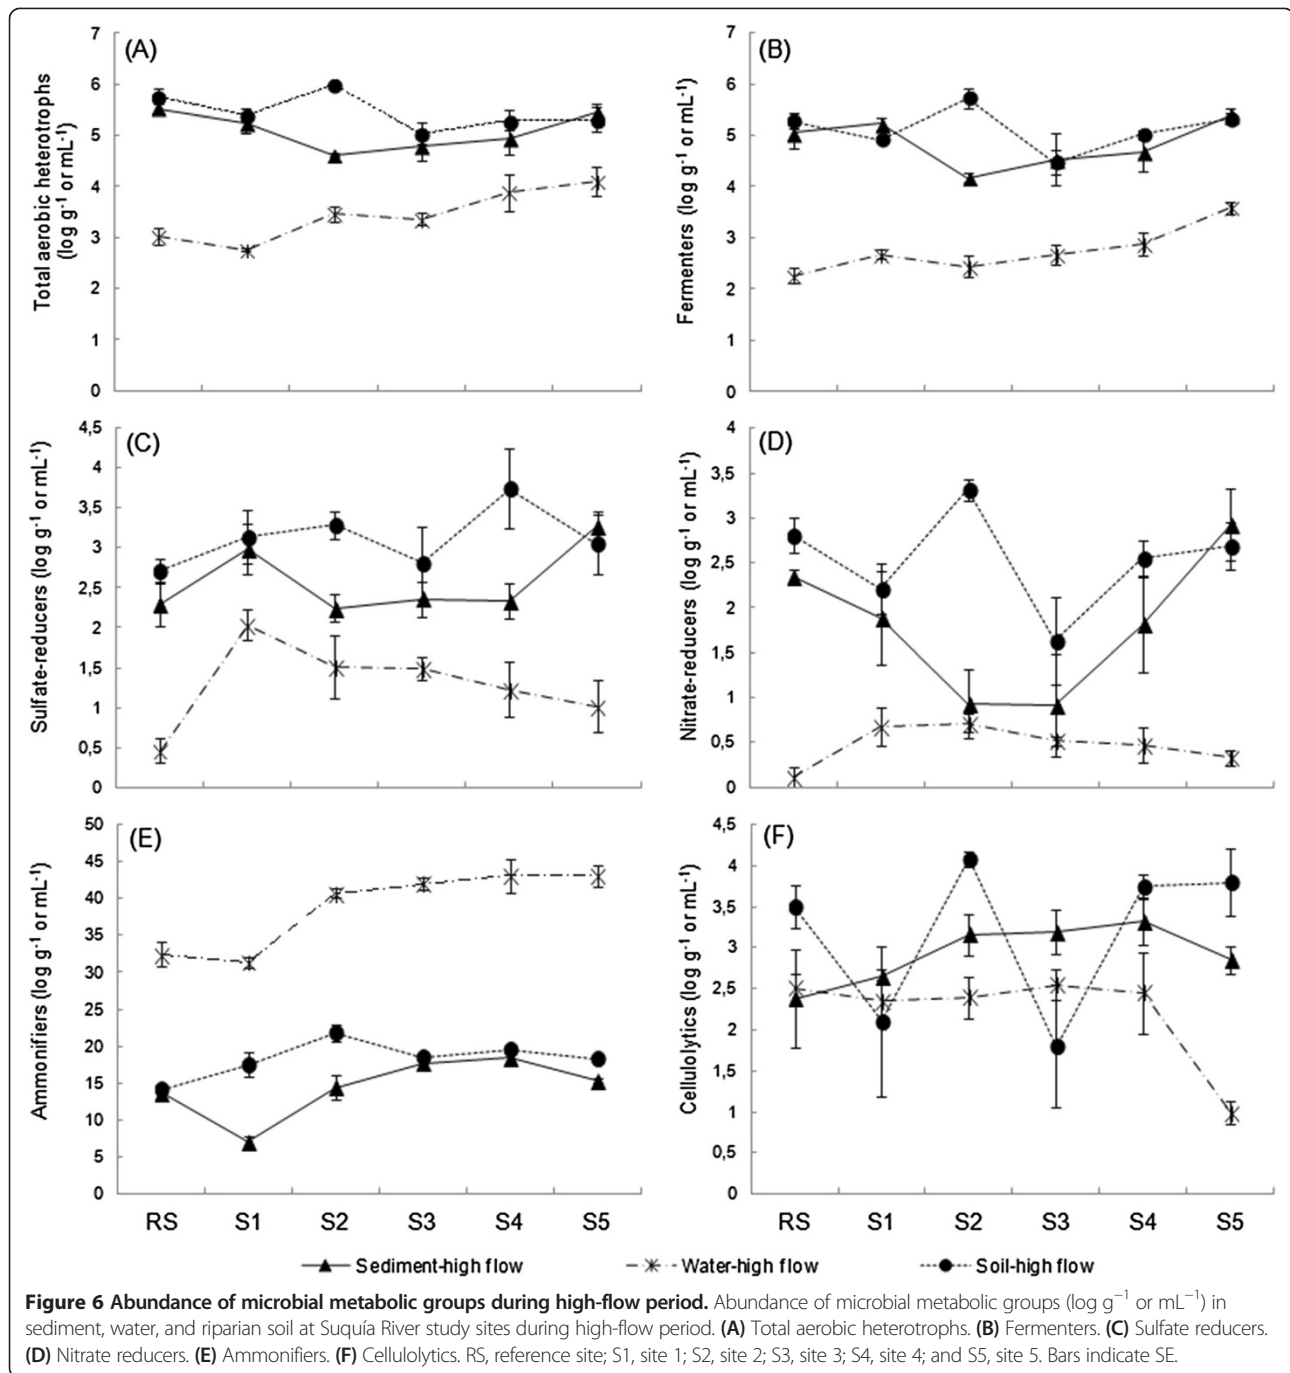 (A)
Total aerobic heterotrophs
(log g⁻¹ or mL⁻¹)
7
6
5
4
3
2
1
0
(B)
Fermenters (log g⁻¹ or mL⁻¹)
7
6
5
4
3
2
1
0
(C)
Sulfate-reducers (log g⁻¹ or mL⁻¹)
4,5
4
3,5
3
2,5
2
1,5
1
0,5
0
(D)
Nitrate-reducers (log g⁻¹ or mL⁻¹)
4
3,5
3
2,5
2
1,5
1
0,5
0
(E)
Ammonifiers (log g⁻¹ or mL⁻¹)
50
45
40
35
30
25
20
15
10
5
0
RS S1 S2 S3 S4 S5
(F)
Cellulolytics (log g⁻¹ or mL⁻¹)
4,5
4
3,5
3
2,5
2
1,5
1
0,5
0
RS S1 S2 S3 S4 S5
Sediment-high flow Water-high flow Soil-high flow
Figure 6 Abundance of microbial metabolic groups during high-flow period. Abundance of microbial metabolic groups (log g⁻¹ or mL⁻¹) in
sediment, water, and riparian soil at Suquía River study sites during high-flow period. (A) Total aerobic heterotrophs. (B) Fermenters. (C) Sulfate reducers.
(D) Nitrate reducers. (E) Ammonifiers. (F) Cellulolytics. RS, reference site; S1, site 1; S2, site 2; S3, site 3; S4, site 4; and S5, site 5. Bars indicate SE.